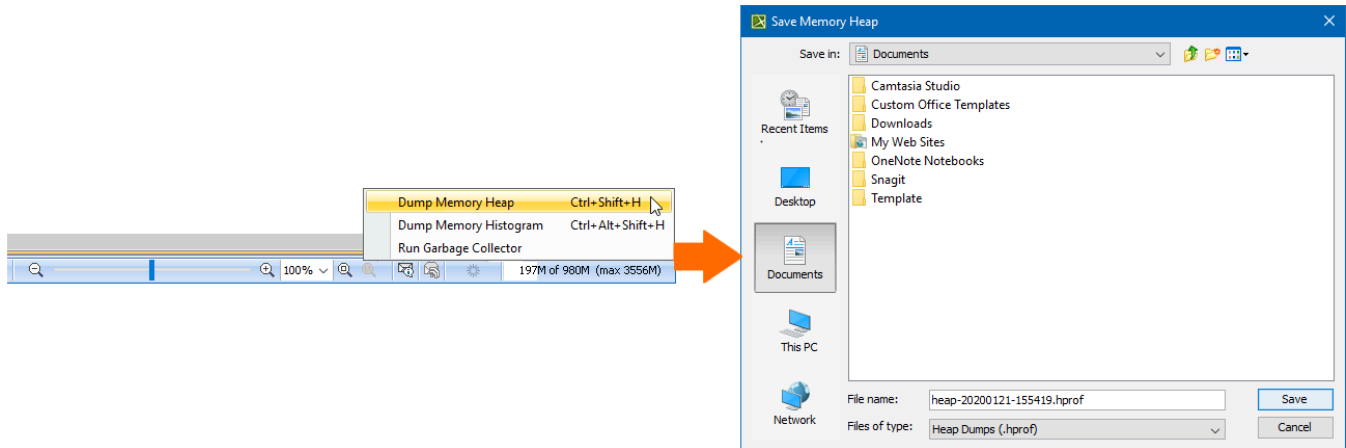 Dump Memory Heap Ctrl+Shift+H
Dump Memory Histogram Ctrl+Alt+Shift+H
Run Garbage Collector
100%
197M of 980M (max 3556M)
Save Memory Heap
Save in: Documents
Recent Items
Desktop
Documents
This PC
Network
Camtasia Studio
Custom Office Templates
Downloads
My Web Sites
OneNote Notebooks
Snagit
Template
File name: heap-20200121-155419.hprof Save
Files of type: Heap Dumps (.hprof) Cancel